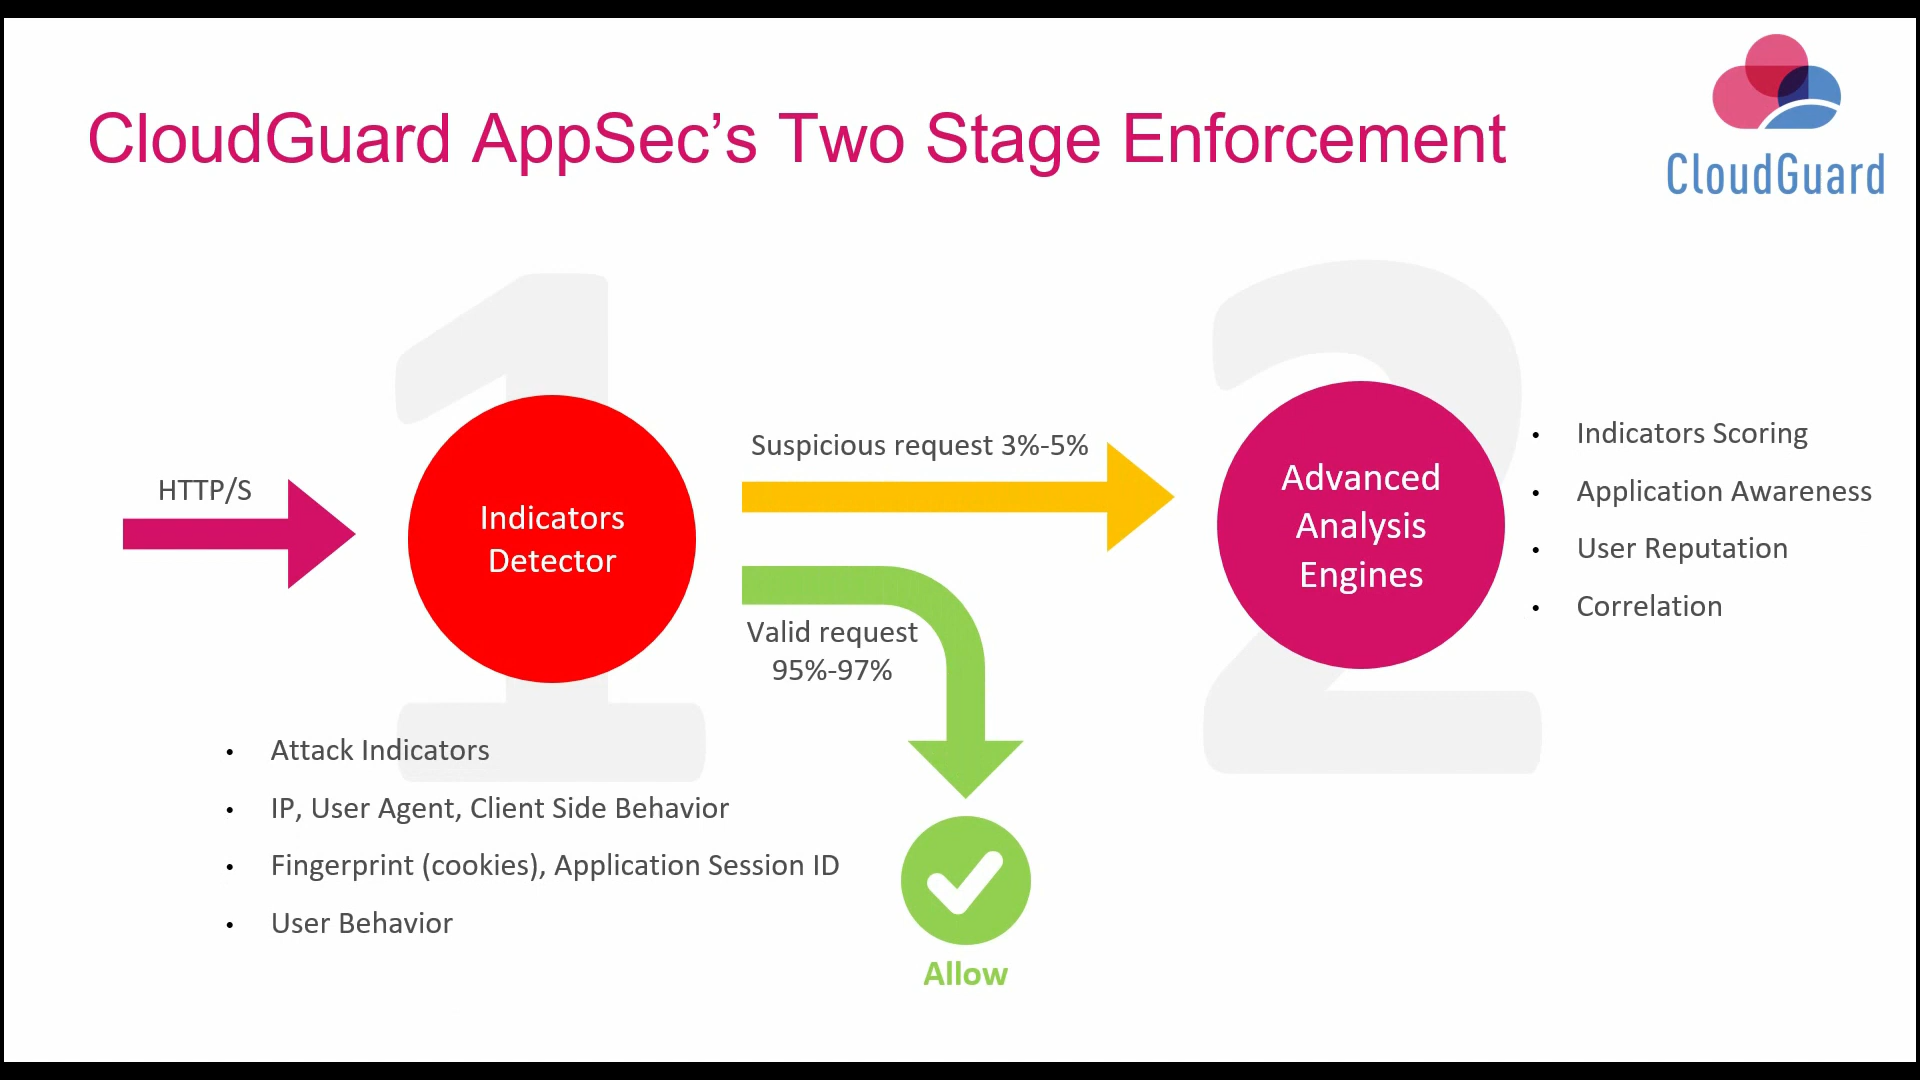 CloudGuard AppSec’s Two Stage Enforcement
CloudGuard
1
2
HTTP/S
Indicators
Detector
Suspicious request 3%-5%
Valid request
95%-97%
Allow
• Attack Indicators
• IP, User Agent, Client Side Behavior
• Fingerprint (cookies), Application Session ID
• User Behavior
Advanced
Analysis
Engines
• Indicators Scoring
• Application Awareness
• User Reputation
• Correlation